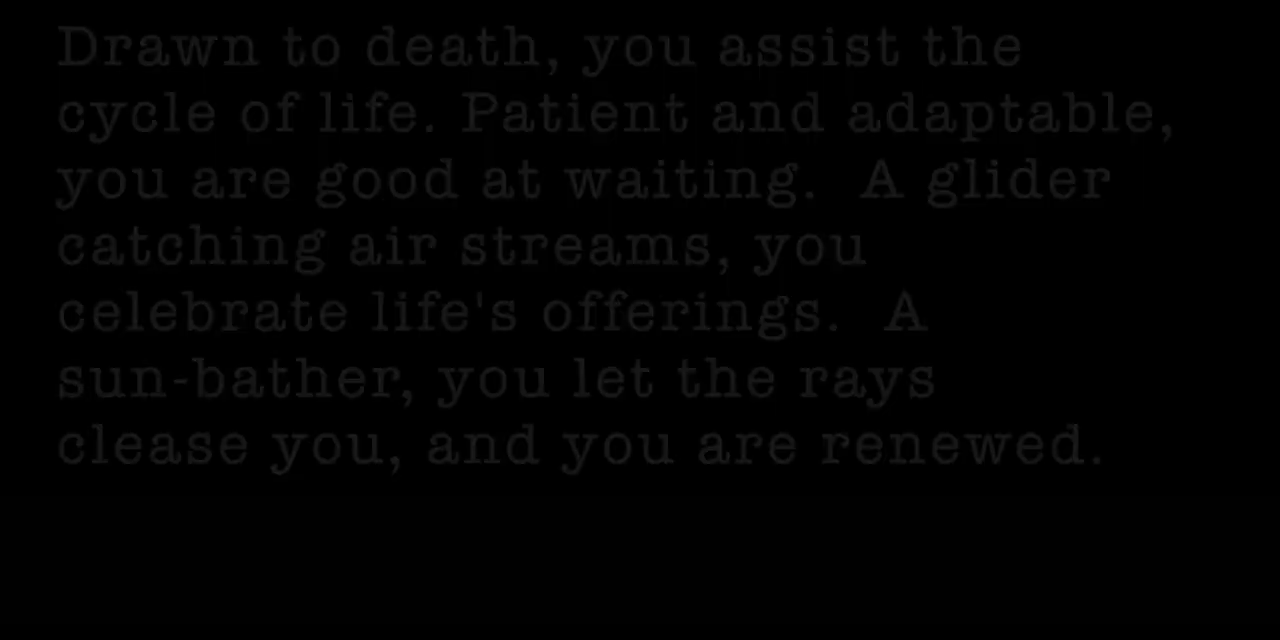 Drawn to death, you assist the
cycle of life. Patient and adaptable,
you are good at waiting.  A glider
catching air streams, you
celebrate life's offerings.  A
sun-bather, you let the rays
clease you, and you are renewed.